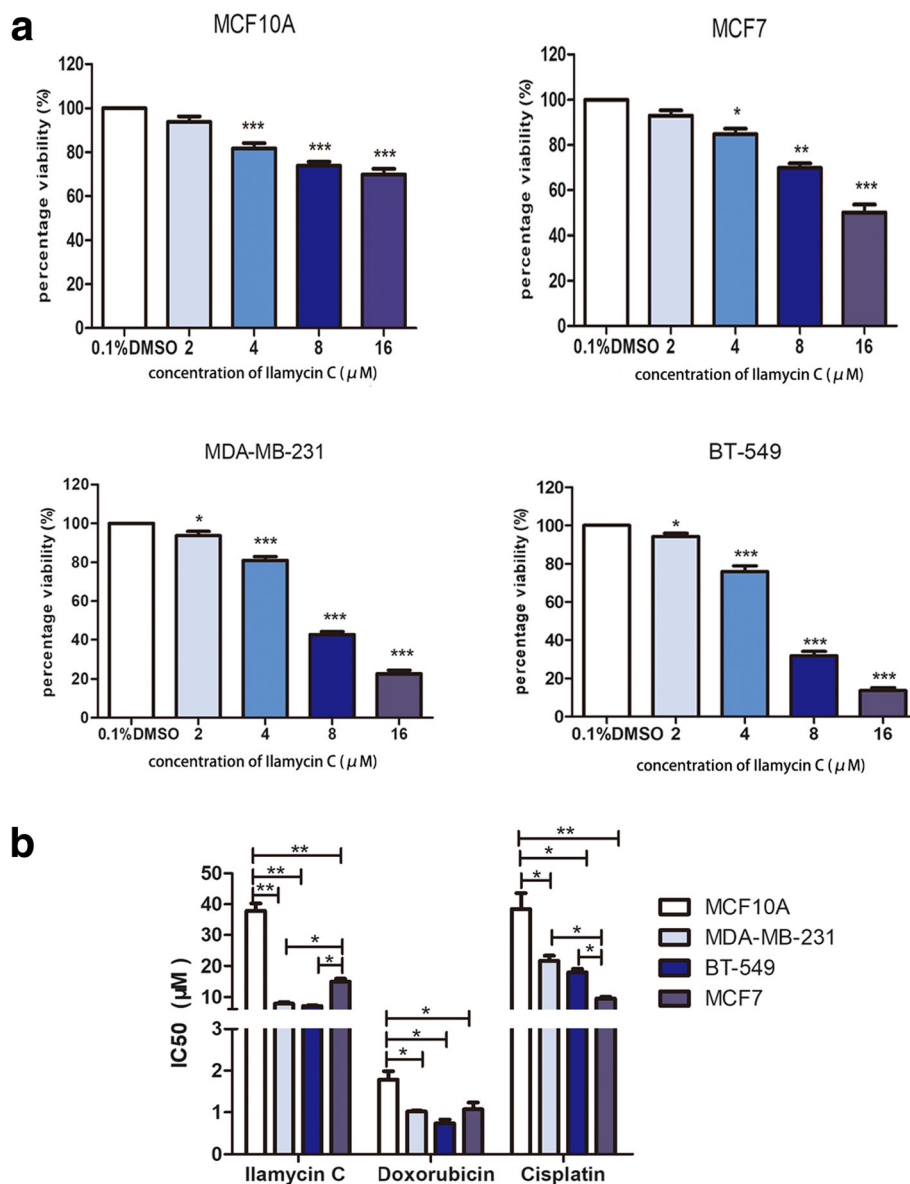 a
MCF10A
percentage viability (%)
120
100
80
60
40
20
0
***
***
***
0.1%DMSO 2 4 8 16
concentration of Ilamycin C ( μ M)
MCF7
percentage viability (%)
120
100
80
60
40
20
0
*
**
***
0.1%DMSO 2 4 8 16
concentration of Ilamycin C ( μ M)
MDA-MB-231
percentage viability (%)
120
100
80
60
40
20
0
*
***
***
***
0.1%DMSO 2 4 8 16
concentration of Ilamycin C ( μ M)
BT-549
percentage viability (%)
120
100
80
60
40
20
0
*
***
***
***
0.1%DMSO 2 4 8 16
concentration of Ilamycin C ( μ M)
b
IC50 (μM)
50
40
30
20
10
3
2
1
0
**
**
**
*
*
*
*
*
**
*
*
*
*
Ilamycin C Doxorubicin Cisplatin
MCF10A
MDA-MB-231
BT-549
MCF7